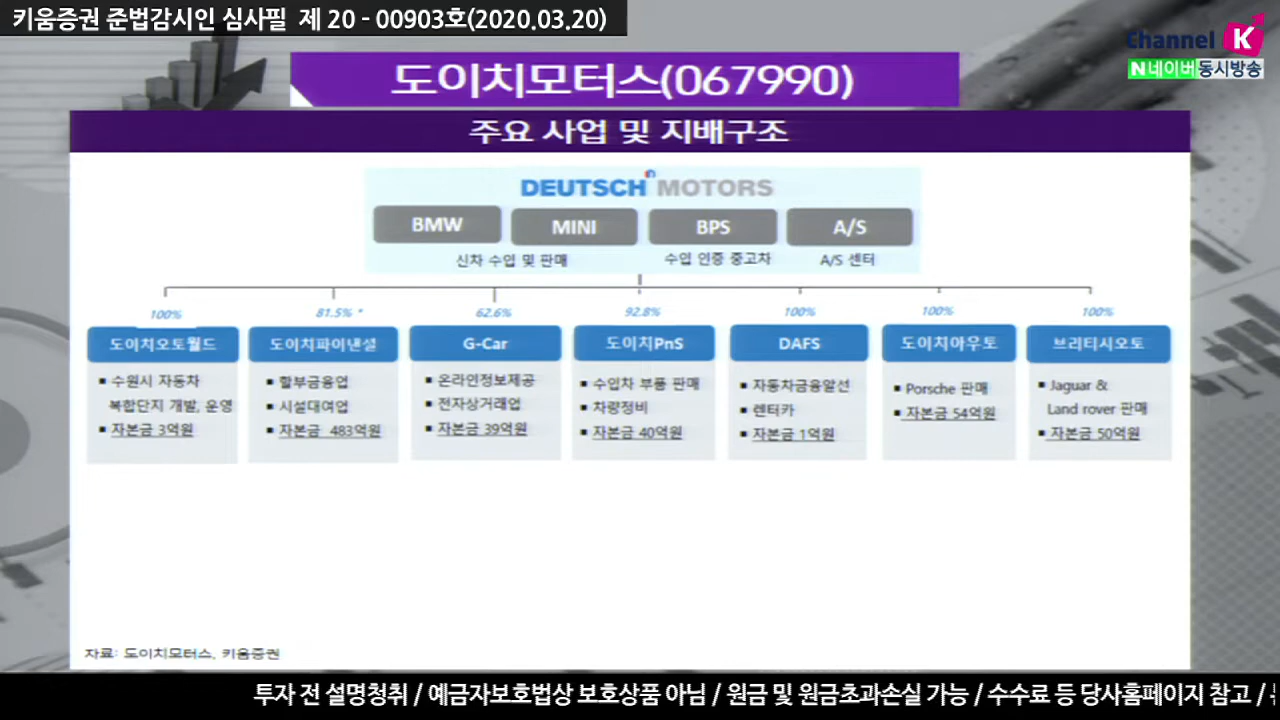 키움증권 준법감시인 심사필 제 20 - 00903호(2020.03.20)
Channel K
N 네이버 동시방송
도이치모터스(067990)
주요 사업 및 지배구조
DEUTSCH MOTORS
BMW MINI BPS A/S
신차 수입 및 판매 수입 인증 중고차 A/S 센터
100% 81.5% * 62.6% 92.8% 100% 100% 100%
도이치오토월드
▪ 수원시 자동차
복합단지 개발, 운영
▪ 자본금 3억원
도이치파이낸셜
▪ 할부금융업
▪ 시설대여업
▪ 자본금 483억원
G-Car
▪ 온라인정보제공
▪ 전자상거래업
▪ 자본금 39억원
도이치PnS
▪ 수입차 부품 판매
▪ 차량정비
▪ 자본금 40억원
DAFS
▪ 자동차금융알선
▪ 렌터카
▪ 자본금 1억원
도이치아우토
▪ Porsche 판매
▪ 자본금 54억원
브리티시오토
▪ Jaguar &
Land rover 판매
▪ 자본금 50억원
자료: 도이치모터스, 키움증권
투자 전 설명청취 / 예금자보호법상 보호상품 아님 / 원금 및 원금초과손실 가능 / 수수료 등 당사홈페이지 참고 /